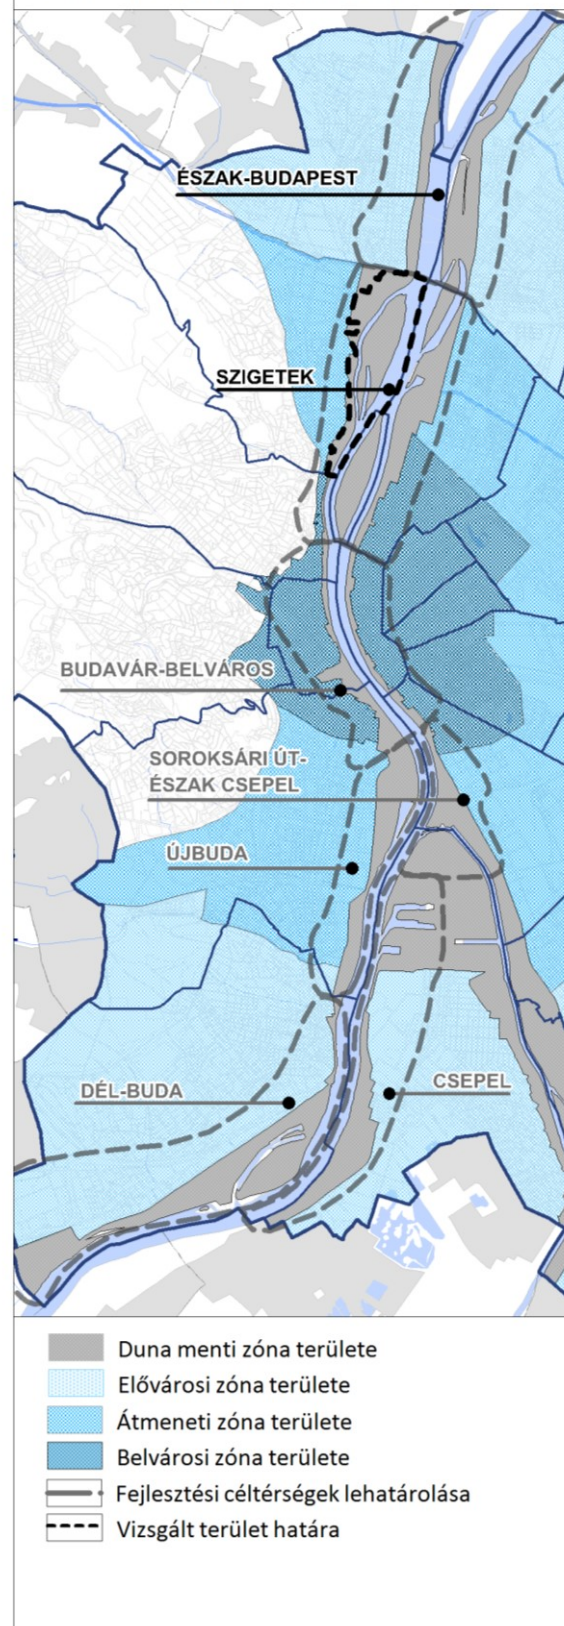 ÉSZAK-BUDAPEST
SZIGETEK
BUDAVÁR-BELVÁROS
SOROKSÁRI ÚT-
ÉSZAK CSEPEL
ÚJBUDA
DÉL-BUDA
CSEPEL
Duna menti zóna területe
Elővárosi zóna területe
Átmeneti zóna területe
Belvárosi zóna területe
Fejlesztési céltérségek lehatárolása
Vizsgált terület határa